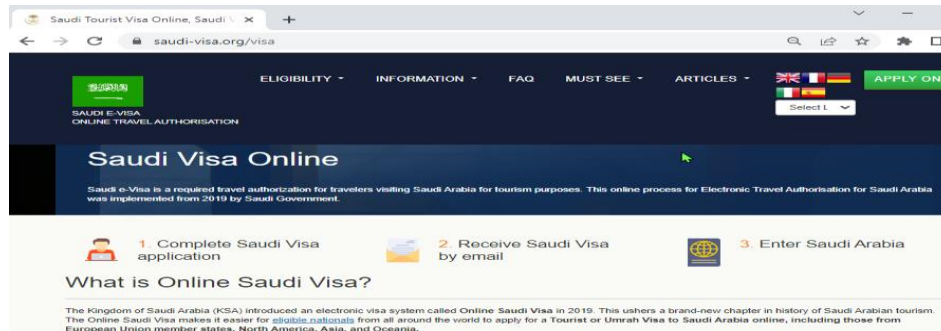 Saudi Tourist Visa Online, Saudi
saudi-visa.org/visa
ELIGIBILITY
INFORMATION
FAQ
MUST SEE
ARTICLES
APPLY ON
Select L
SAUDI E-VISA
ONLINE TRAVEL AUTHORISATION
Saudi Visa Online
Saudi e-Visa is a required travel authorization for travelers visiting Saudi Arabia for tourism purposes. This online process for Electronic Travel Authorisation for Saudi Arabia
was implemented from 2019 by Saudi Government.
1. Complete Saudi Visa
application
2. Receive Saudi Visa
by email
3. Enter Saudi Arabia
What is Online Saudi Visa?
The Kingdom of Saudi Arabia (KSA) introduced an electronic visa system called Online Saudi Visa in 2019. This ushers a brand-new chapter in history of Saudi Arabian tourism.
The Online Saudi Visa makes it easier for eligible nationals from all around the world to apply for a Tourist or Umrah Visa to Saudi Arabia online, including those from
European Union member states, North America, Asia, and Oceania.